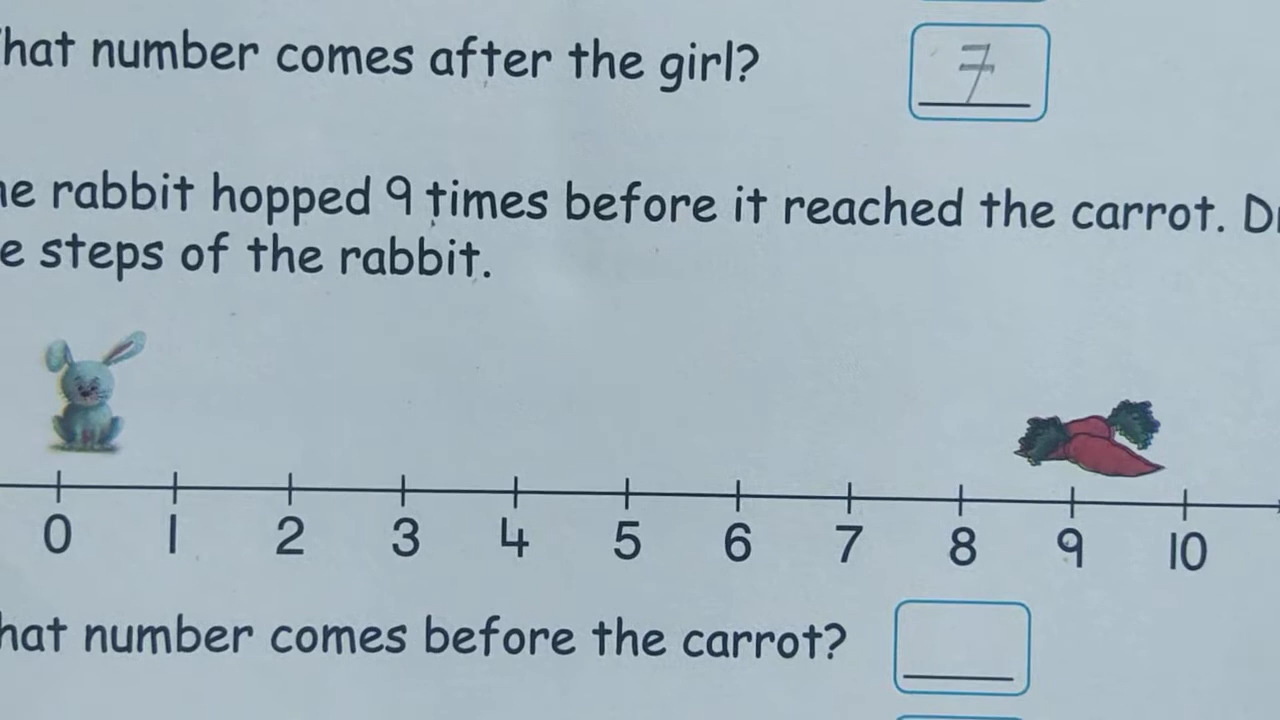 hat number comes after the girl? 7
he rabbit hopped 9 times before it reached the carrot.
e steps of the rabbit.
0 1 2 3 4 5 6 7 8 9 10
hat number comes before the carrot?